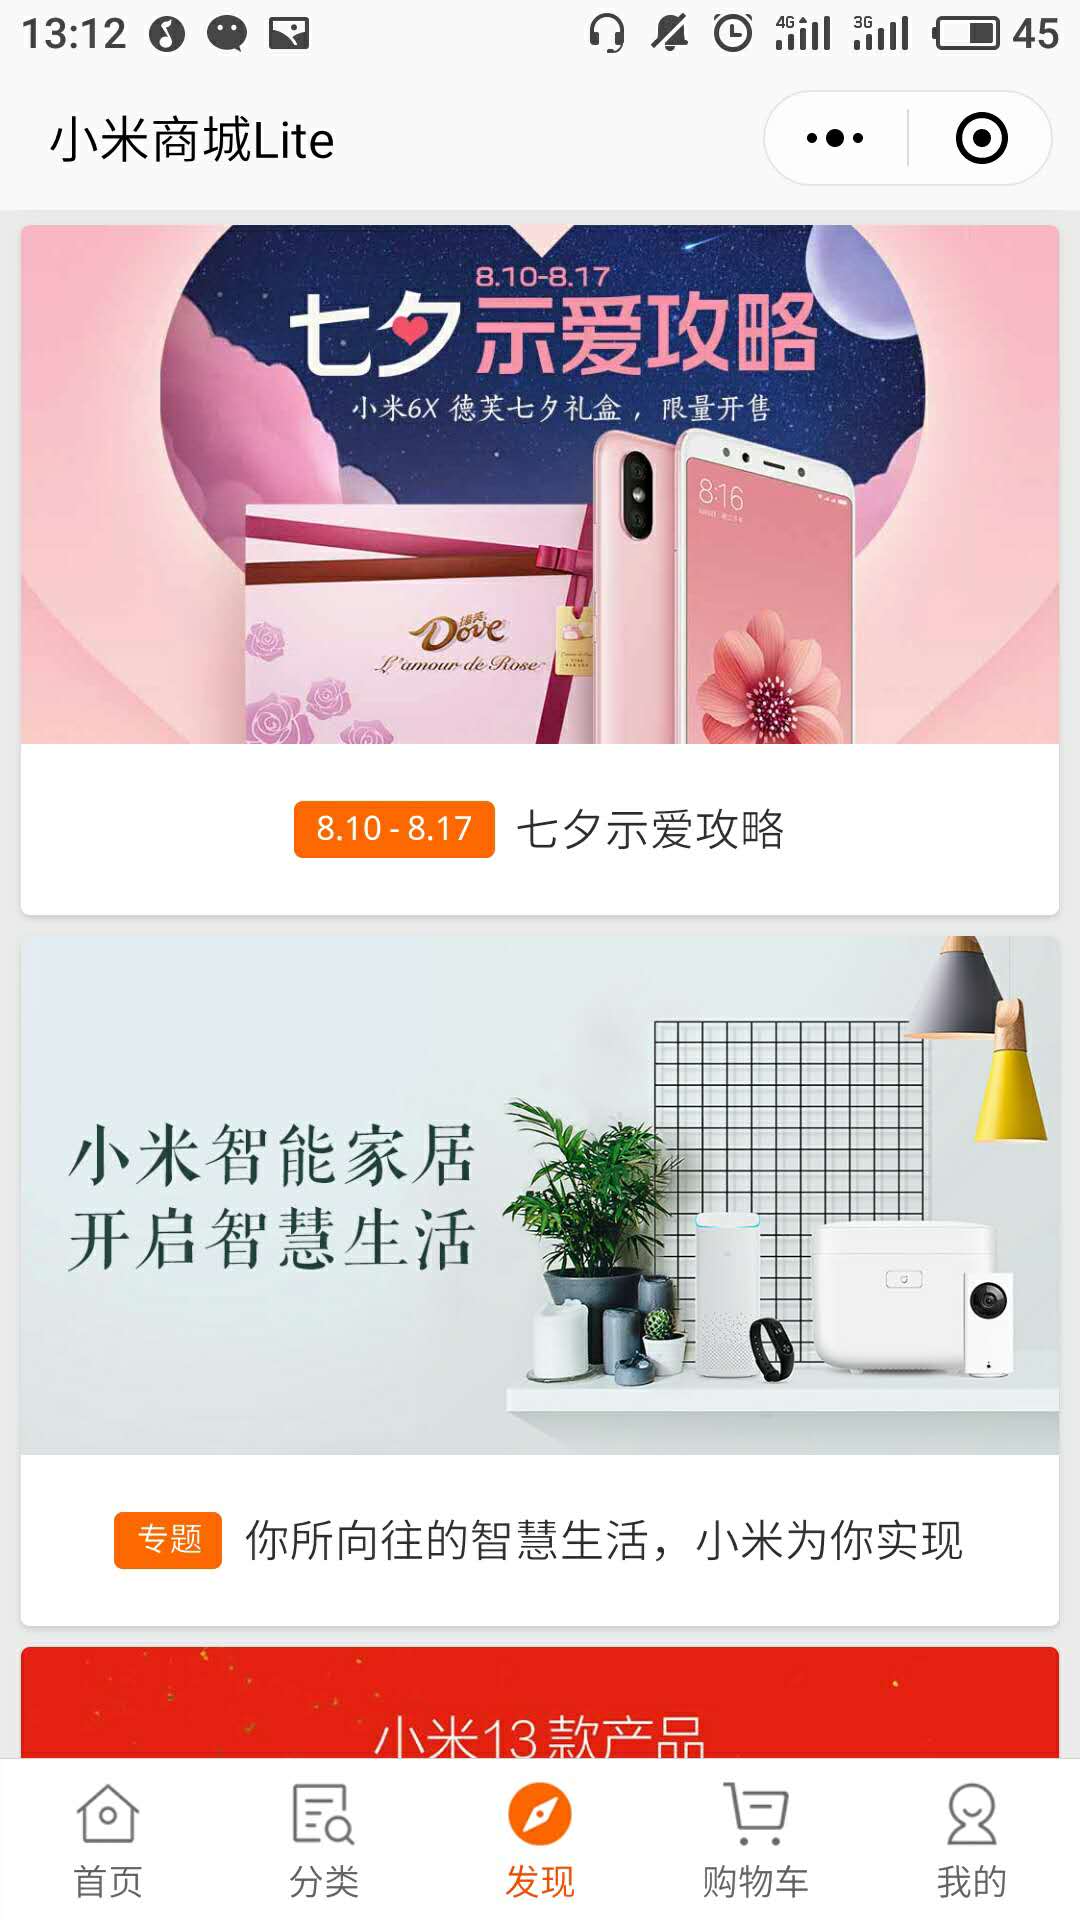 13:12
4G
3G
45
小米商城Lite
8.10-8.17
七夕示爱攻略
小米6X 德芙七夕礼盒，限量开售
8:16
德芙
Dove
L'amour de Rose
8.10 - 8.17
七夕示爱攻略
小米智能家居
开启智慧生活
专题
你所向往的智慧生活，小米为你实现
小米13款产品
首页
分类
发现
购物车
我的